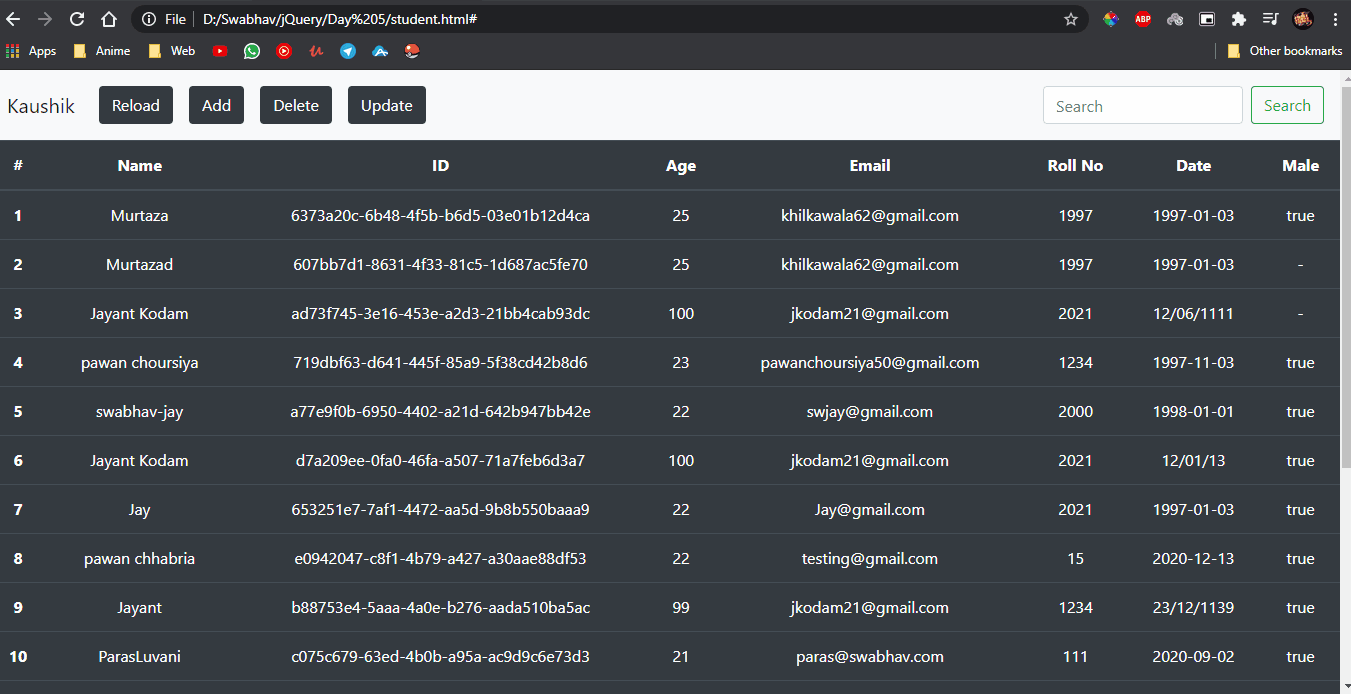 File D:/Swabhav/jQuery/Day%205/student.html# ABP
Apps Anime Web Other bookmarks
Kaushik Reload Add Delete Update Search Search
# Name ID Age Email Roll No Date Male
1 Murtaza 6373a20c-6b48-4f5b-b6d5-03e01b12d4ca 25 khilkawala62@gmail.com 1997 1997-01-03 true
2 Murtazad 607bb7d1-8631-4f33-81c5-1d687ac5fe70 25 khilkawala62@gmail.com 1997 1997-01-03 -
3 Jayant Kodam ad73f745-3e16-453e-a2d3-21bb4cab93dc 100 jkodam21@gmail.com 2021 12/06/1111 -
4 pawan choursiya 719dbf63-d641-445f-85a9-5f38cd42b8d6 23 pawanchoursiya50@gmail.com 1234 1997-11-03 true
5 swabhav-jay a77e9f0b-6950-4402-a21d-642b947bb42e 22 swjay@gmail.com 2000 1998-01-01 true
6 Jayant Kodam d7a209ee-0fa0-46fa-a507-71a7feb6d3a7 100 jkodam21@gmail.com 2021 12/01/13 true
7 Jay 653251e7-7af1-4472-aa5d-9b8b550baaa9 22 Jay@gmail.com 2021 1997-01-03 true
8 pawan chhabria e0942047-c8f1-4b79-a427-a30aae88df53 22 testing@gmail.com 15 2020-12-13 true
9 Jayant b88753e4-5aaa-4a0e-b276-aada510ba5ac 99 jkodam21@gmail.com 1234 23/12/1139 true
10 ParasLuvani c075c679-63ed-4b0b-a95a-ac9d9c6e73d3 21 paras@swabhav.com 111 2020-09-02 true